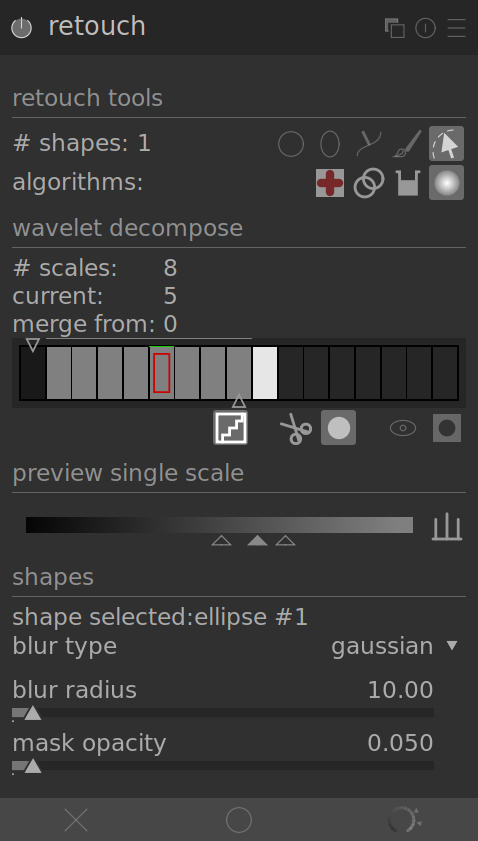 retouch
retouch tools
# shapes: 1
algorithms:
wavelet decompose
# scales: 8
current: 5
merge from: 0
preview single scale
shapes
shape selected:ellipse #1
blur type gaussian
blur radius 10.00
mask opacity 0.050